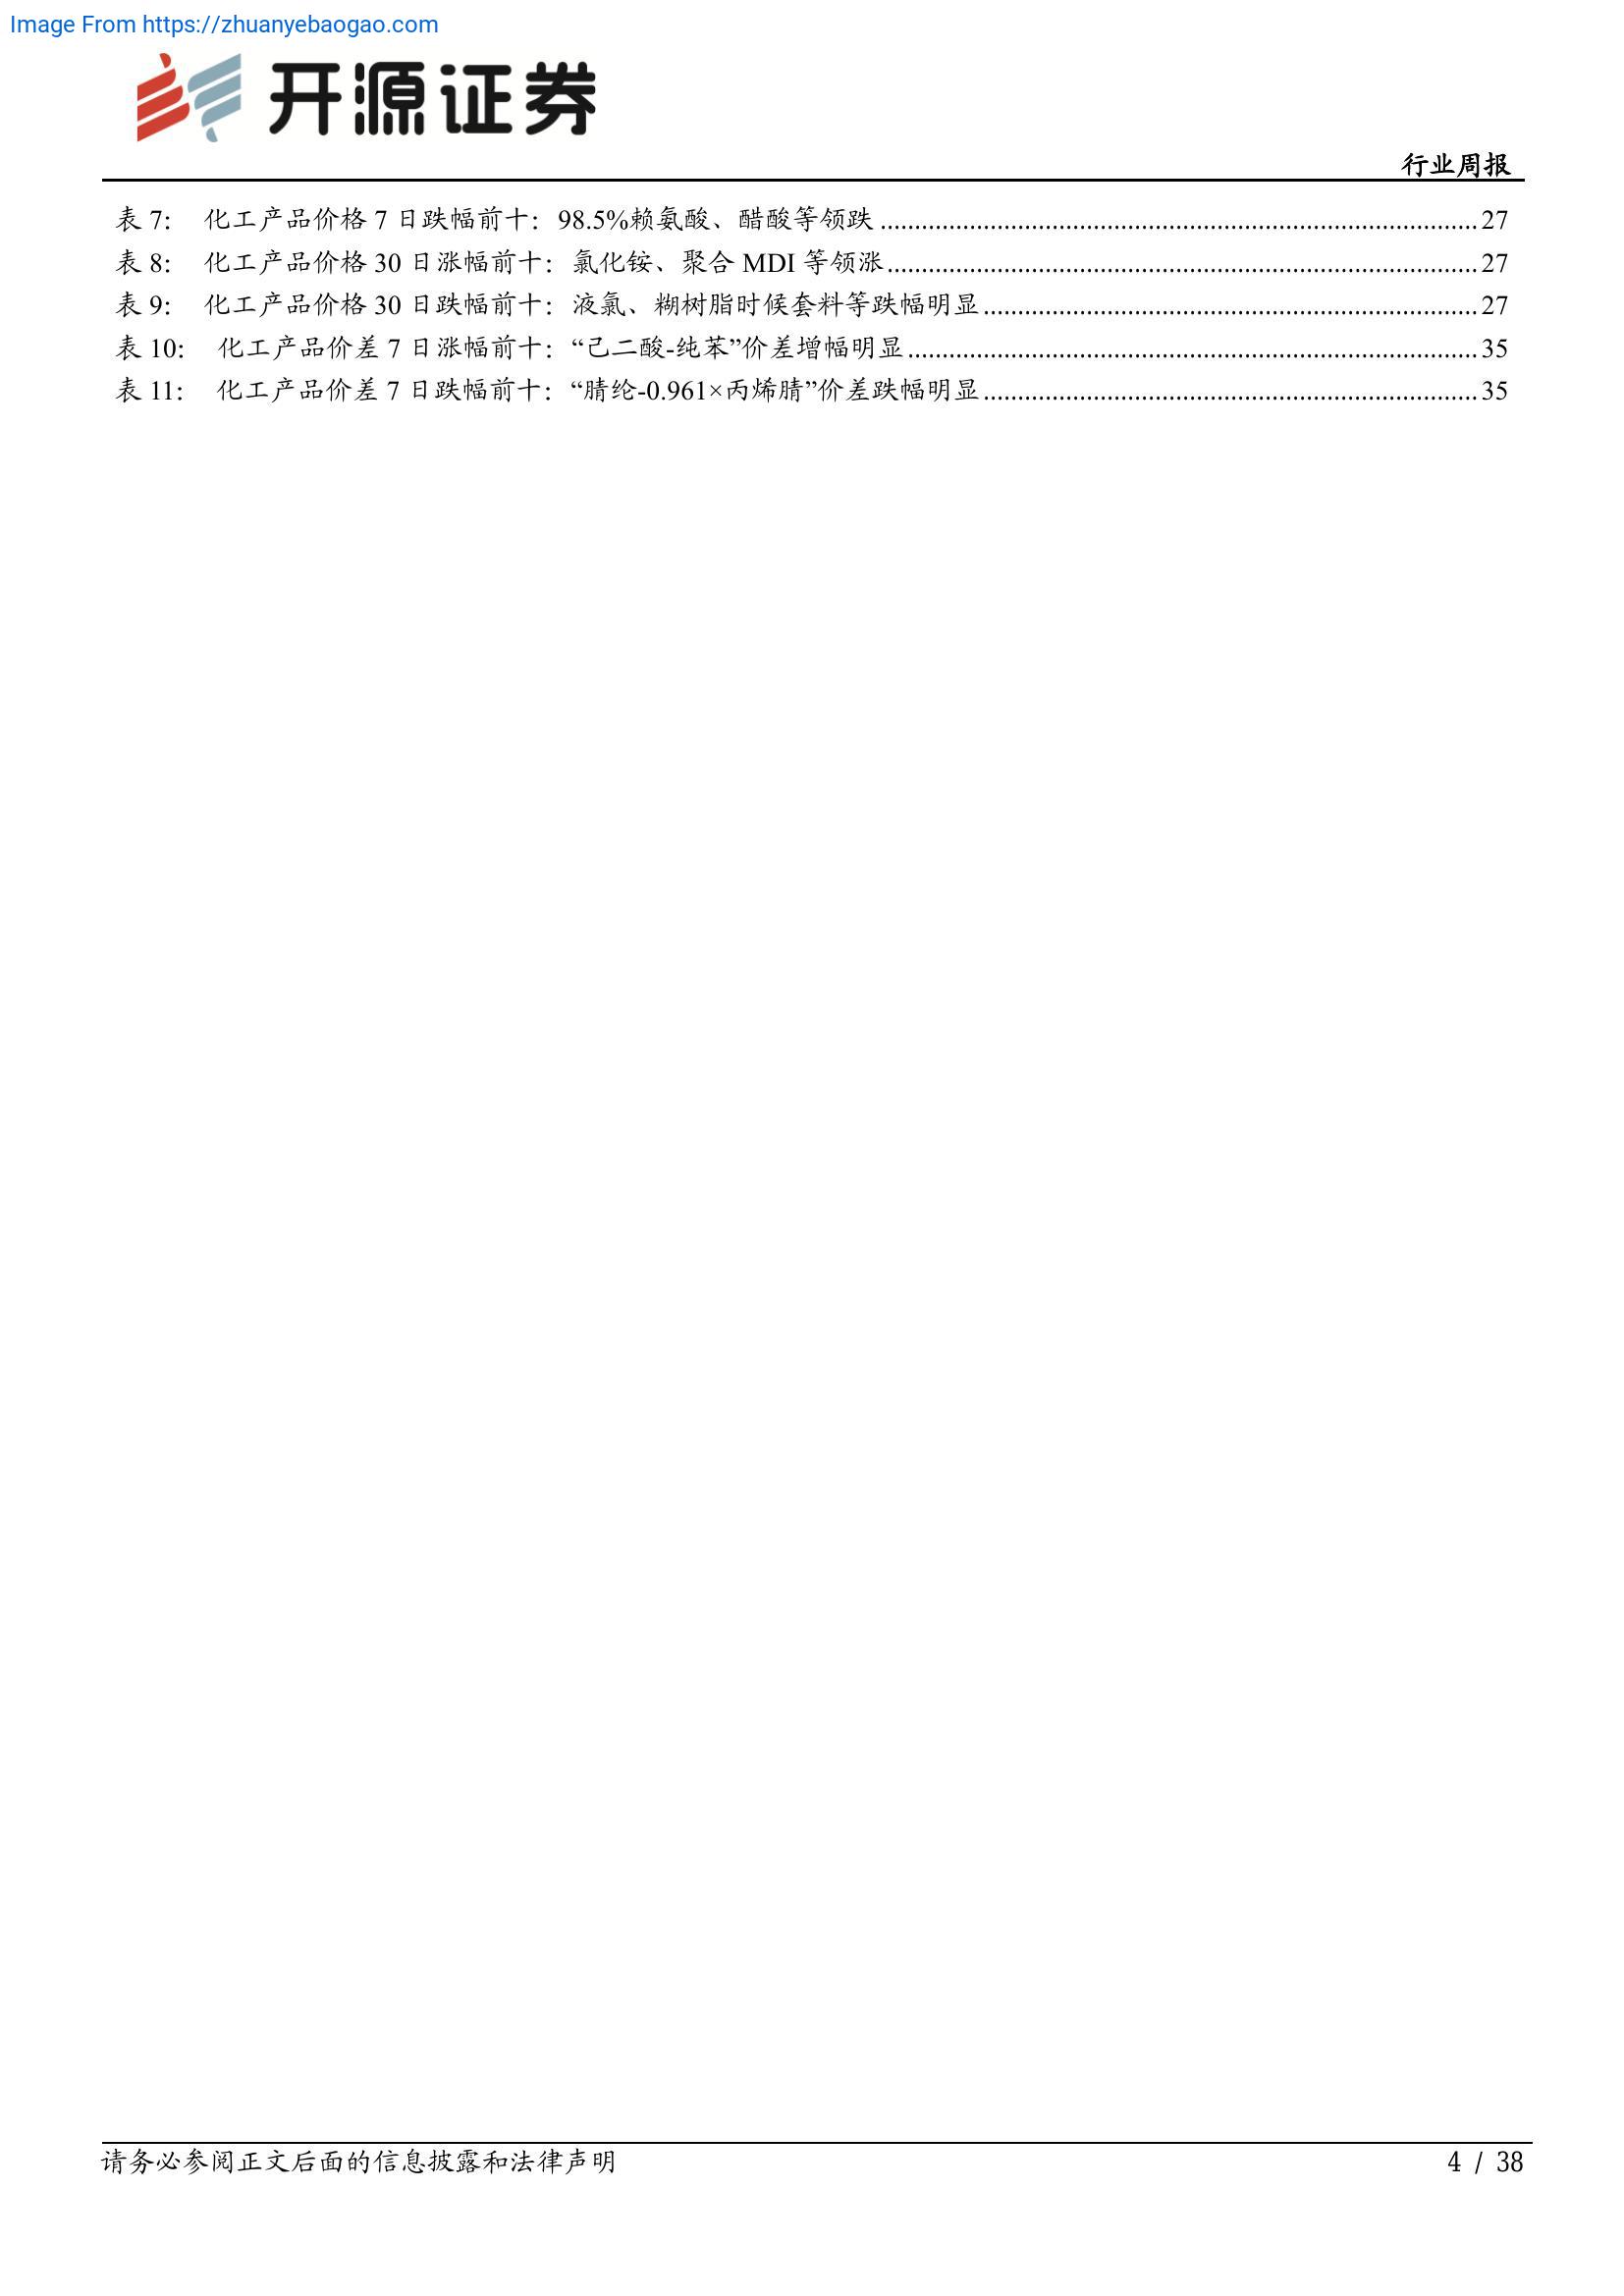 Image From https://zhuanyebaogao.com
开源证券
行业周报
表 7： 化工产品价格 7 日跌幅前十：98.5%赖氨酸、醋酸等领跌 ........................................................................................27
表 8： 化工产品价格 30 日涨幅前十：氯化铵、聚合 MDI 等领涨.......................................................................................27
表 9： 化工产品价格 30 日跌幅前十：液氯、糊树脂时候套料等跌幅明显.........................................................................27
表 10： 化工产品价差 7 日涨幅前十：“己二酸-纯苯”价差增幅明显....................................................................................35
表 11： 化工产品价差 7 日跌幅前十：“腈纶-0.961×丙烯腈”价差跌幅明显.........................................................................35
请务必参阅正文后面的信息披露和法律声明
4 / 38